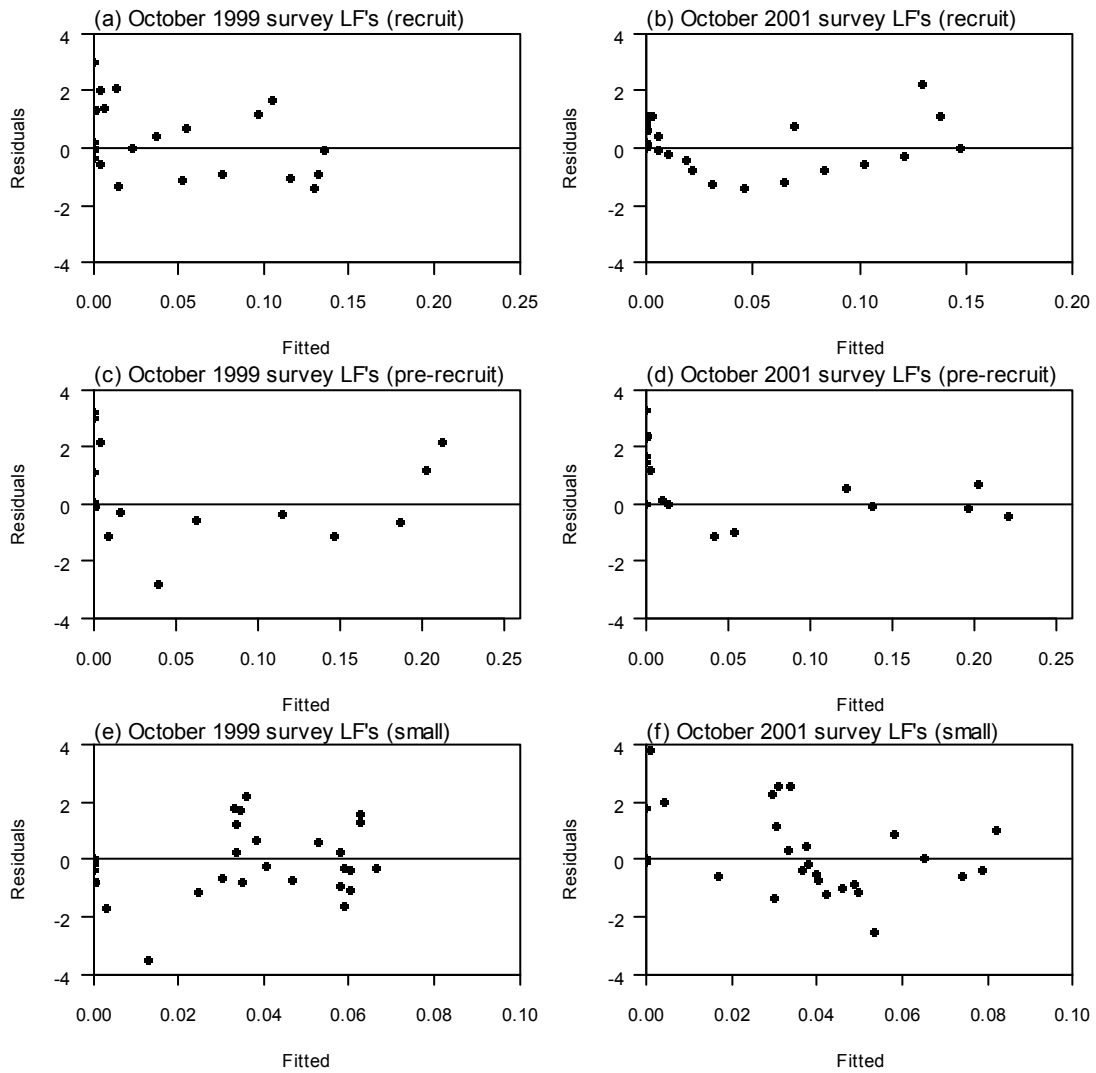 (a) October 1999 survey LF's (recruit)
4
2
0
-2
-4
Residuals
0.00 0.05 0.10 0.15 0.20 0.25
Fitted
(b) October 2001 survey LF's (recruit)
4
2
0
-2
-4
Residuals
0.00 0.05 0.10 0.15 0.20
Fitted
(c) October 1999 survey LF's (pre-recruit)
4
2
0
-2
-4
Residuals
0.00 0.05 0.10 0.15 0.20 0.25
Fitted
(d) October 2001 survey LF's (pre-recruit)
4
2
0
-2
-4
Residuals
0.00 0.05 0.10 0.15 0.20 0.25
Fitted
(e) October 1999 survey LF's (small)
4
2
0
-2
-4
Residuals
0.00 0.02 0.04 0.06 0.08 0.10
Fitted
(f) October 2001 survey LF's (small)
4
2
0
-2
-4
Residuals
0.00 0.02 0.04 0.06 0.08 0.10
Fitted